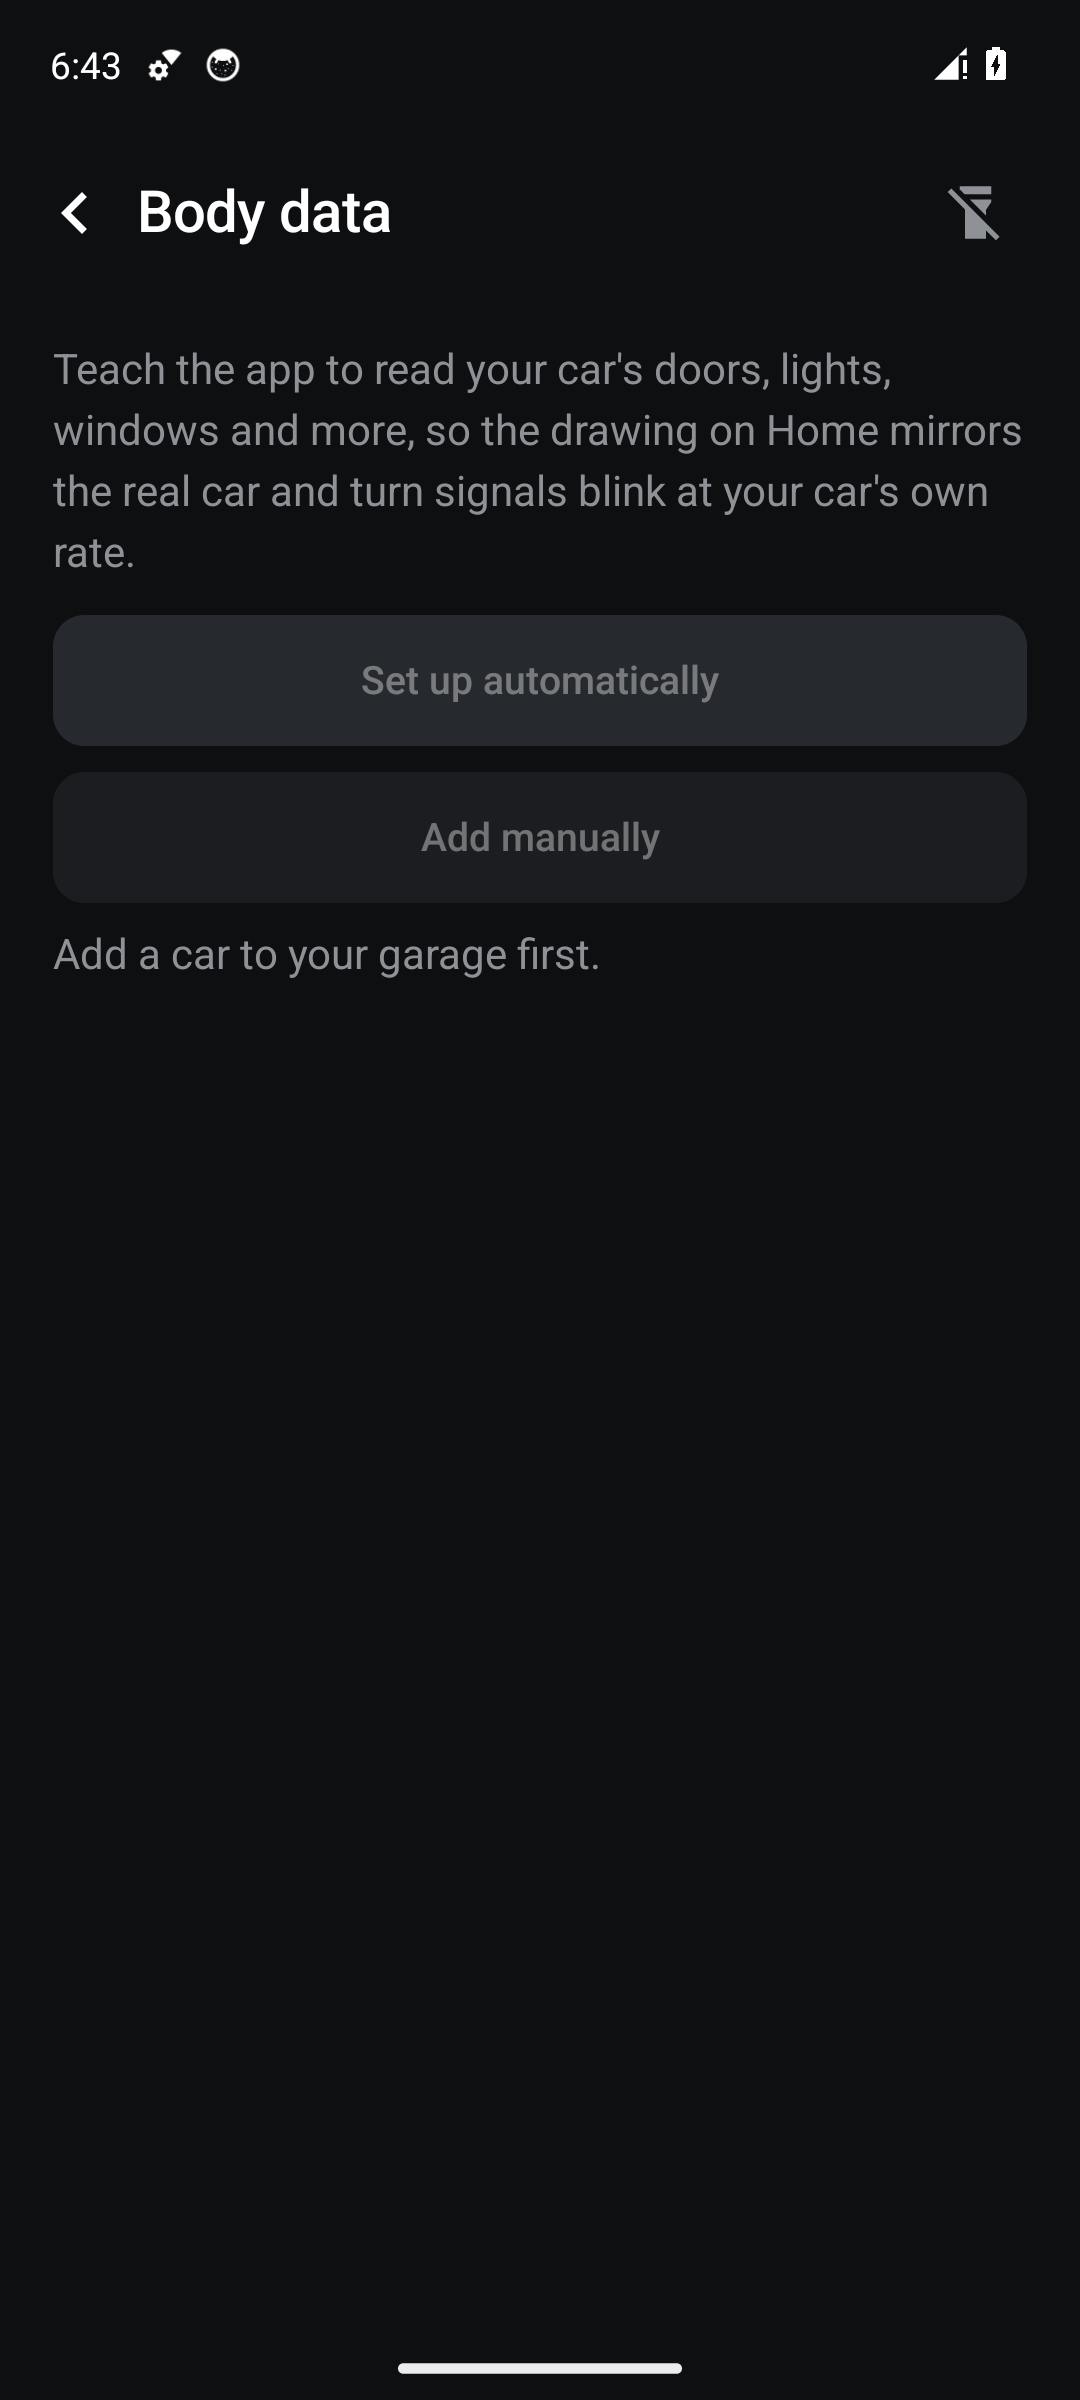 6:43
Body data
Teach the app to read your car's doors, lights,
windows and more, so the drawing on Home mirrors
the real car and turn signals blink at your car's own
rate.
Set up automatically
Add manually
Add a car to your garage first.